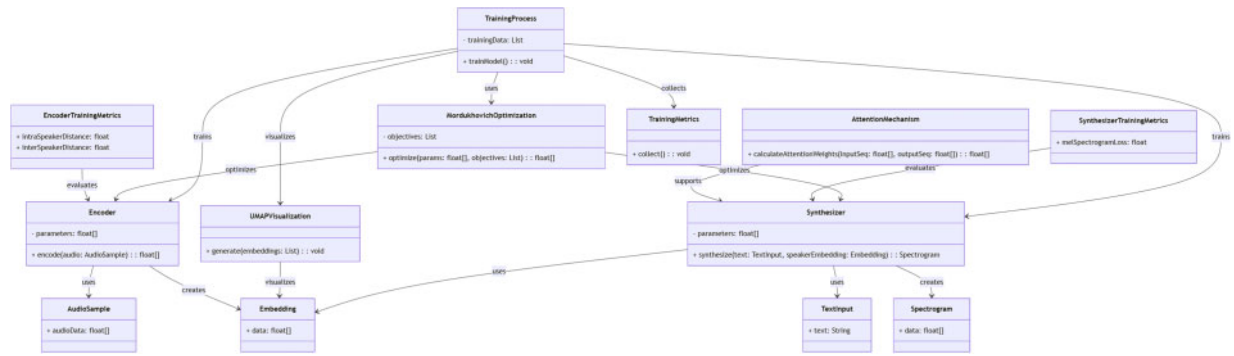 TrainingProcess
- trainingData: List
+ trainModel() : : void
uses
collects
trains
visualizes
trains
EncoderTrainingMetrics
+ intraSpeakerDistance: float
+ interSpeakerDistance: float
MordukhovichOptimization
- objectives: List
+ optimize(params: float[], objectives: List) : : float[]
TrainingMetrics
+ collect() : : void
AttentionMechanism
+ calculateAttentionWeights(inputSeq: float[], outputSeq: float[]) : : float[]
SynthesizerTrainingMetrics
+ melSpectrogramLoss: float
evaluates
optimizes
supports
optimizes
evaluates
Encoder
- parameters: float[]
+ encode(audio: AudioSample) : : float[]
UMAPVisualization
+ generate(embeddings: List) : : void
Synthesizer
- parameters: float[]
+ synthesize(text: TextInput, speakerEmbedding: Embedding) : : Spectrogram
uses
creates
visualizes
uses
uses
creates
AudioSample
+ audioData: float[]
Embedding
+ data: float[]
TextInput
+ text: String
Spectrogram
+ data: float[]